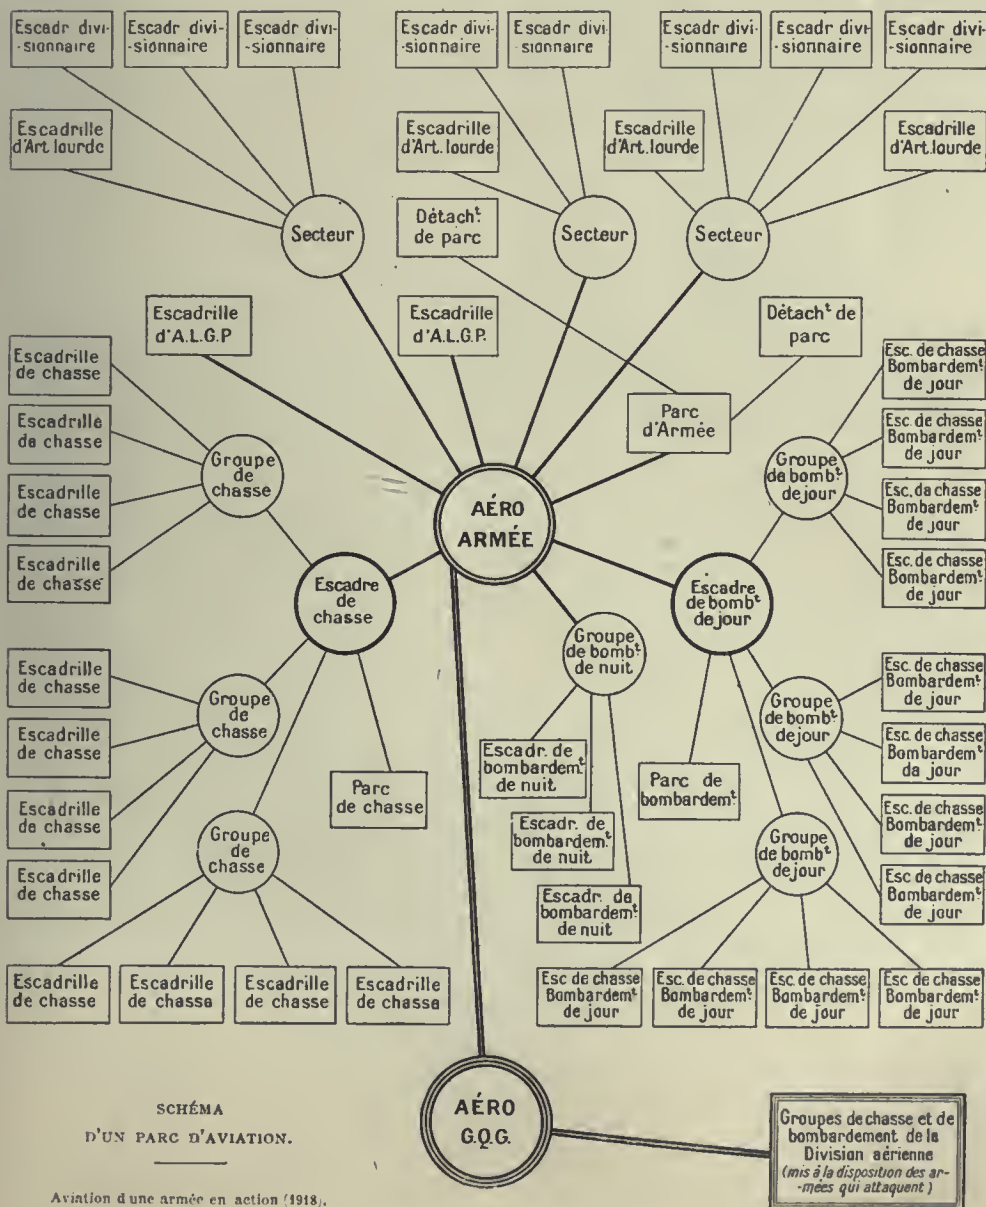 Escadr divi-
-sionnaire
Escadr divi-
-sionnaire
Escadr divi-
-sionnaire
Escadr divi-
-sionnaire
Escadr divi-
-sionnaire
Escadr divi-
-sionnaire
Escadr divi-
-sionnaire
Escadr divi-
-sionnaire
Escadrille
d'Art. lourde
Escadrille
d'Art. lourde
Escadrille
d'Art. lourde
Escadrille
d'Art. lourde
Secteur
Détach.t
de parc
Secteur
Secteur
Escadrille
d'A.L.G.P
Escadrille
d'A.L.G.P.
Détach.t de
parc
Escadrille
de chasse
Escadrille
de chasse
Escadrille
de chasse
Escadrille
de chasse
Groupe
de
chasse
Parc
d'Armée
Groupe
de bomb.t
de jour
Esc. de chasse
Bombardem.t
de jour
Esc. de chasse
Bombardem.t
de jour
Esc. de chasse
Bombardem.t
de jour
Esc. de chasse
Bombardem.t
de jour
AÉRO
ARMÉE
Escadre
de
chasse
Escadre
de bomb.t
de jour
Groupe
de bomb.t
de nuit
Escadrille
de chasse
Escadrille
de chasse
Escadrille
de chasse
Escadrille
de chasse
Groupe
de
chasse
Groupe
de bomb.t
de jour
Esc. de chasse
Bombardem.t
de jour
Esc. de chasse
Bombardem.t
de jour
Esc. de chasse
Bombardem.t
de jour
Esc. de chasse
Bombardem.t
de jour
Parc
de chasse
Escadr. de
bombardem.t
de nuit
Parc de
bombardem.t
Escadr. de
bombardem.t
de nuit
Escadr. de
bombardem.t
de nuit
Groupe
de
chasse
Groupe
de bomb.t
de jour
Escadrille
de chasse
Escadrille
de chasse
Escadrille
de chasse
Escadrille
de chasse
Esc. de chasse
Bombardem.t
de jour
Esc. de chasse
Bombardem.t
de jour
Esc. de chasse
Bombardem.t
de jour
Esc. de chasse
Bombardem.t
de jour
AÉRO
G.Q.G.
Groupes de chasse et de
bombardement de la
Division aérienne
(mis à la disposition des ar-
-mées qui attaquent)
SCHÉMA
D'UN PARC D'AVIATION.
Aviation d'une armée en action (1918).